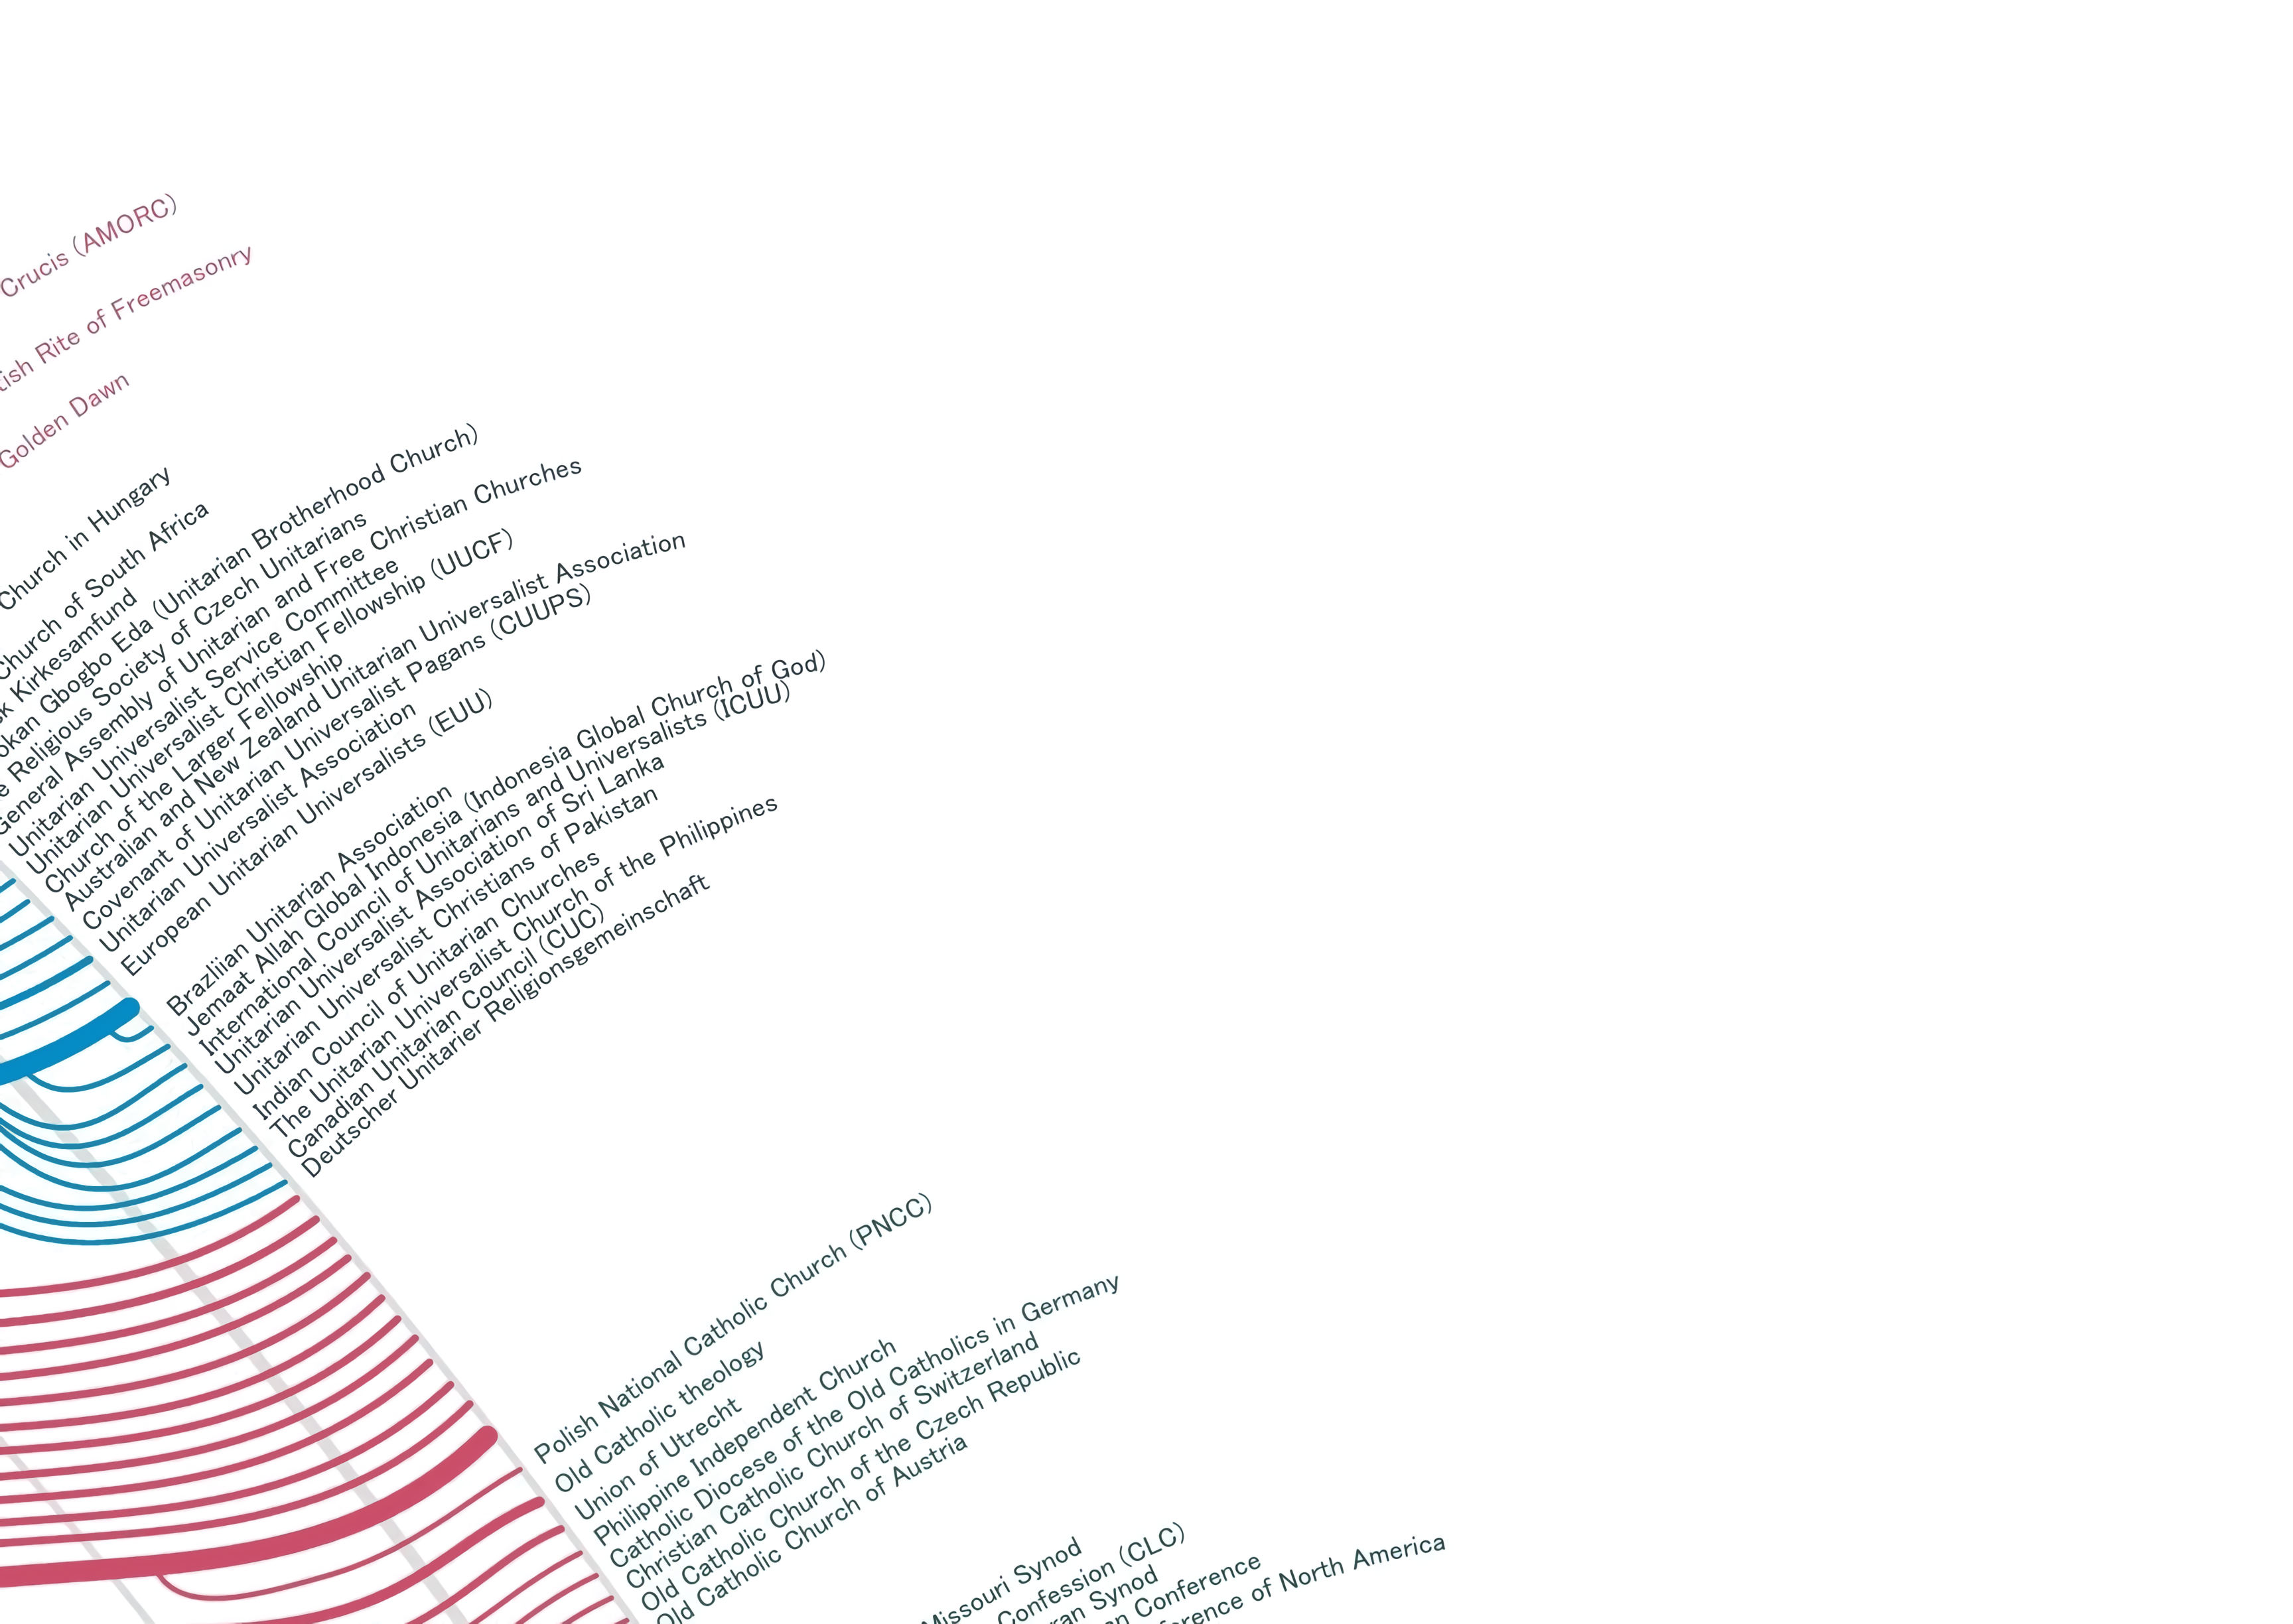 Crucis (AMORC)
Rite of Freemasonry
Golden Dawn
Church in Hungary
Church of South Africa
Kirkesamfund
Gbogbo Eda (Unitarian Brotherhood Church)
Religious Society of Czech Unitarians
General Assembly of Unitarian and Free Christian Churches
Unitarian Universalist Service Committee
Unitarian Universalist Christian Fellowship (UUCF)
Church of the Larger Fellowship
Australian and New Zealand Unitarian Universalist Association
Covenant of Unitarian Universalist Pagans (CUUPS)
Unitarian Universalist Association
European Unitarian Universalists (EUU)
Brazliian Unitarian Association
Jemaat Allah Global Indonesia (Indonesia Global Church of God)
International Council of Unitarians and Universalists (ICUU)
Unitarian Universalist Association of Sri Lanka
Unitarian Universalist Christians of Pakistan
Indian Council of Unitarian Churches
The Unitarian Universalist Church of the Philippines
Canadian Unitarian Council (CUC)
Deutscher Unitarier Religionsgemeinschaft
Polish National Catholic Church (PNCC)
Old Catholic theology
Union of Utrecht
Philippine Independent Church
Catholic Diocese of the Old Catholics in Germany
Christian Catholic Church of Switzerland
Old Catholic Church of the Czech Republic
Old Catholic Church of Austria
Missouri Synod
Confession (CLC)
Synod
Conference
of North America